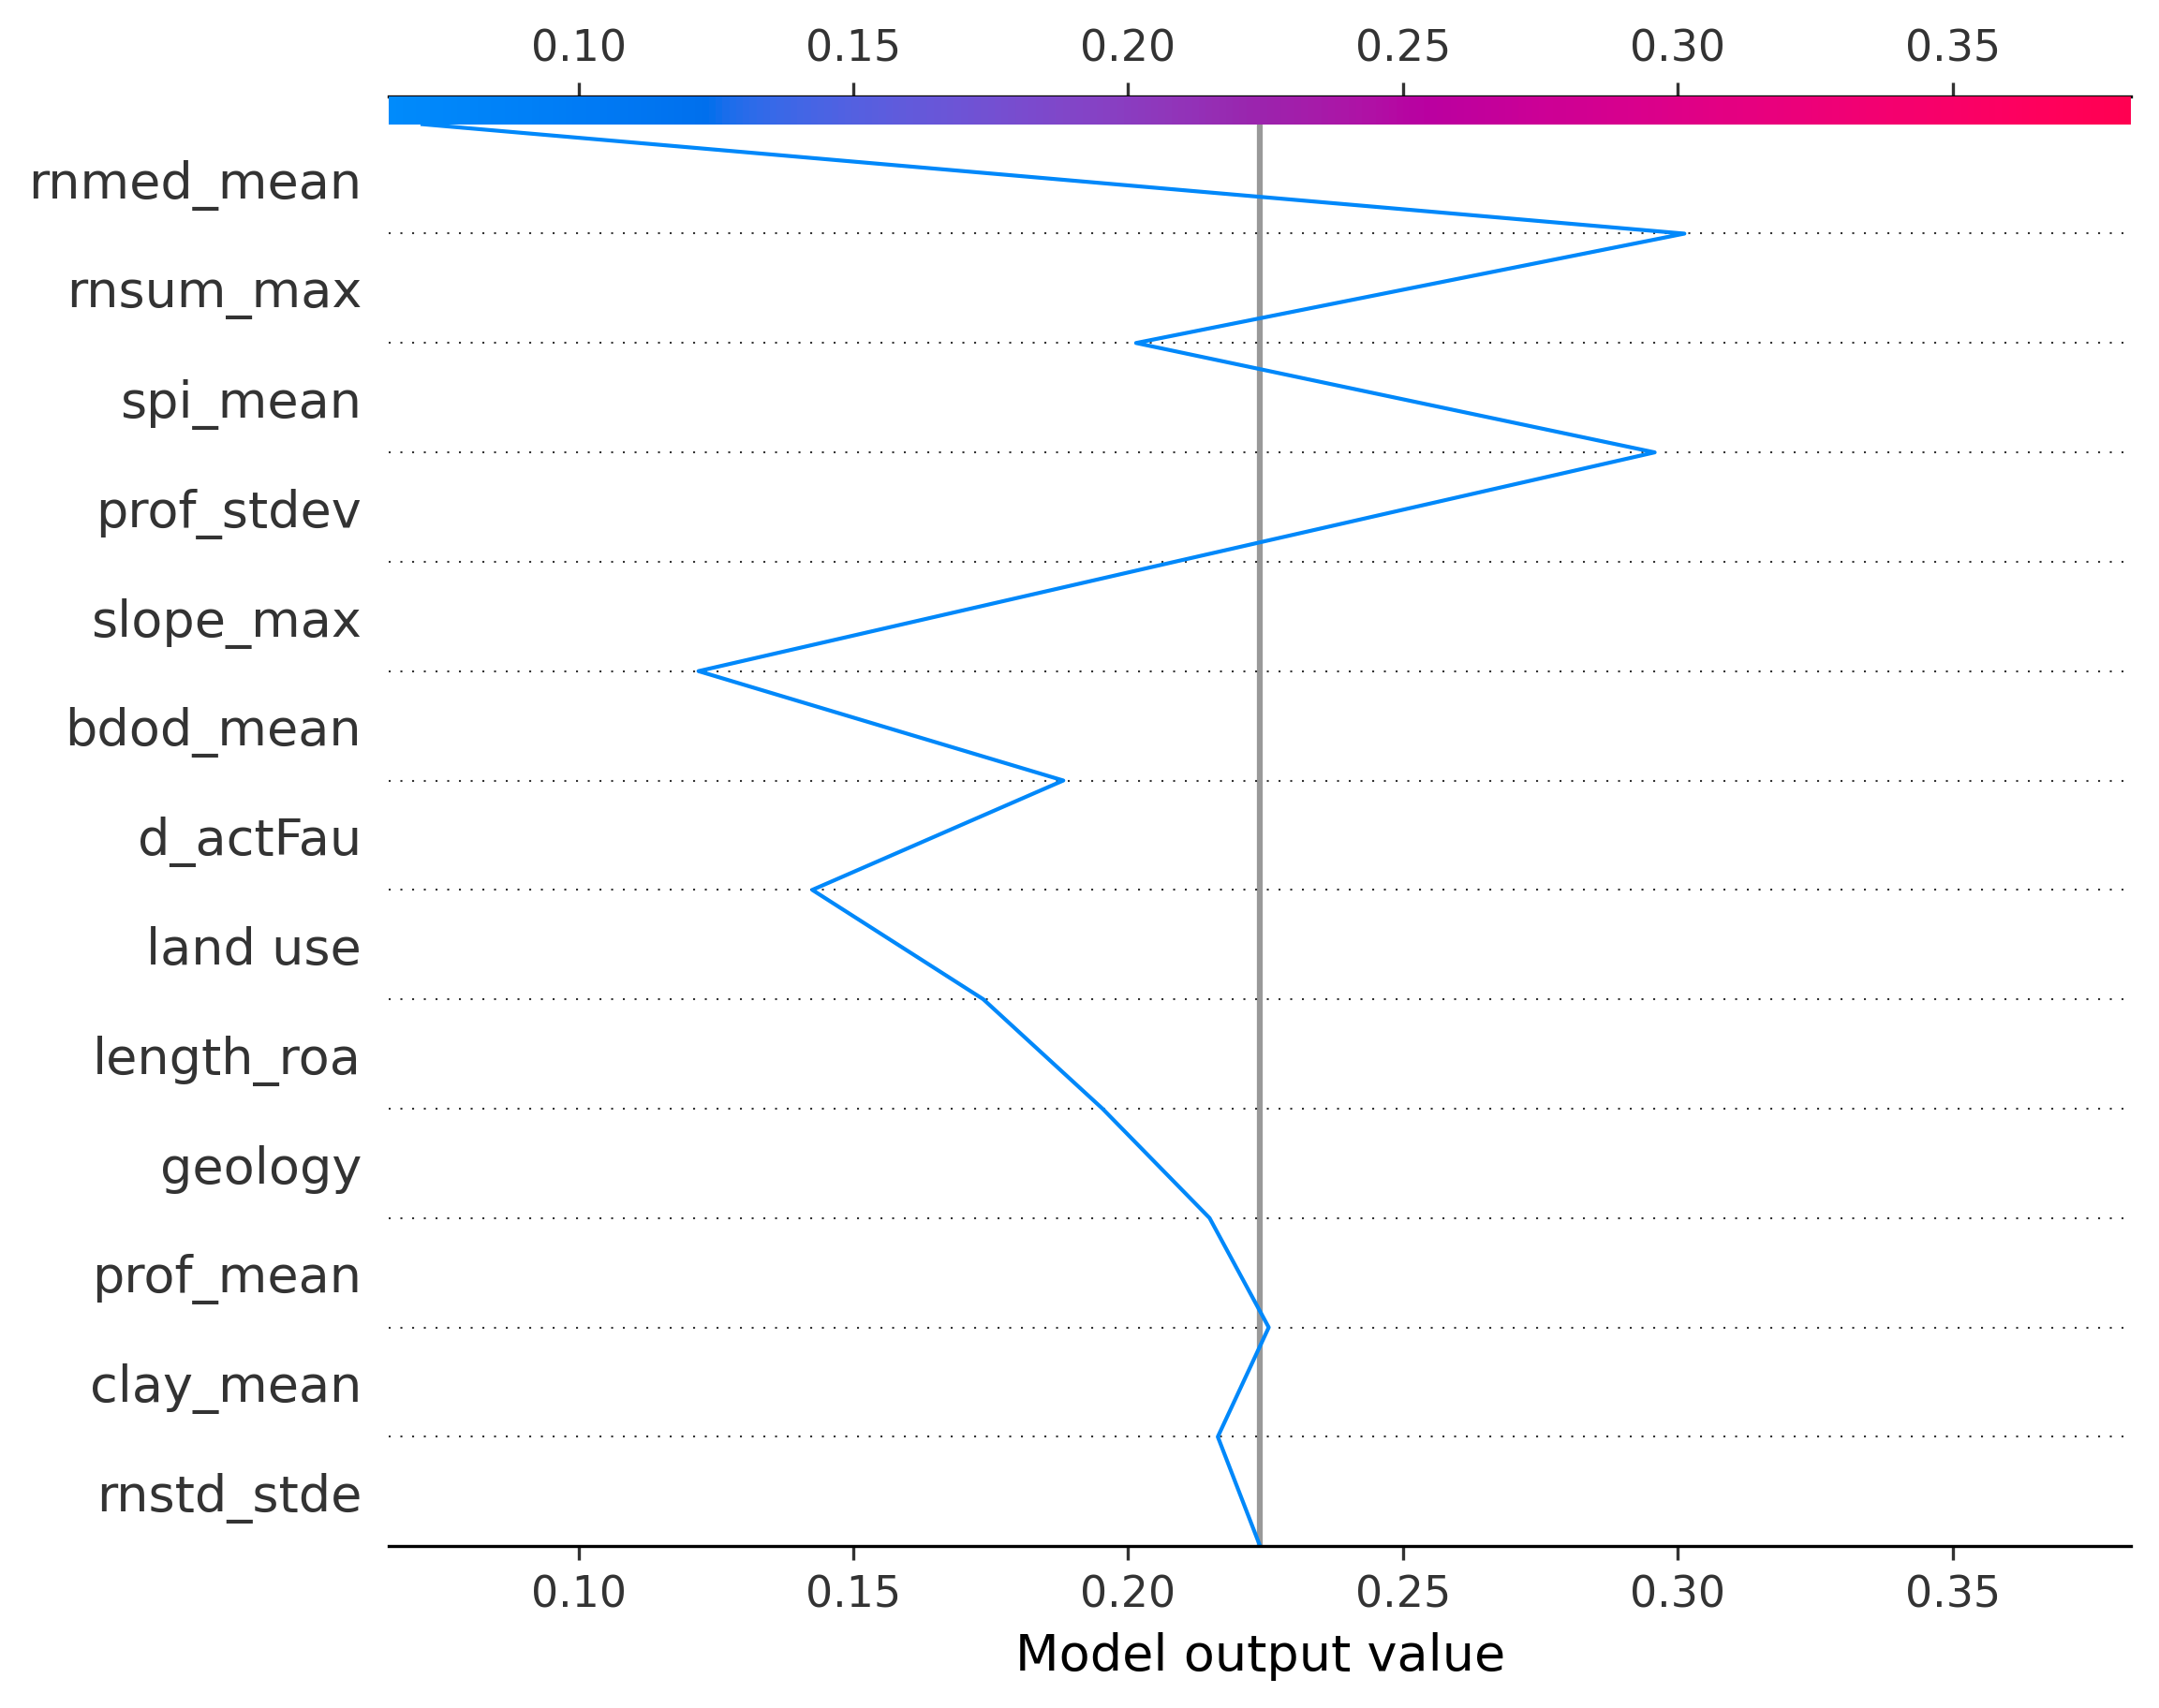 0.10 0.15 0.20 0.25 0.30 0.35
rnmed_mean
rnsum_max
spi_mean
prof_stdev
slope_max
bdod_mean
d_actFau
land use
length_roa
geology
prof_mean
clay_mean
rnstd_stde
0.10 0.15 0.20 0.25 0.30 0.35
Model output value